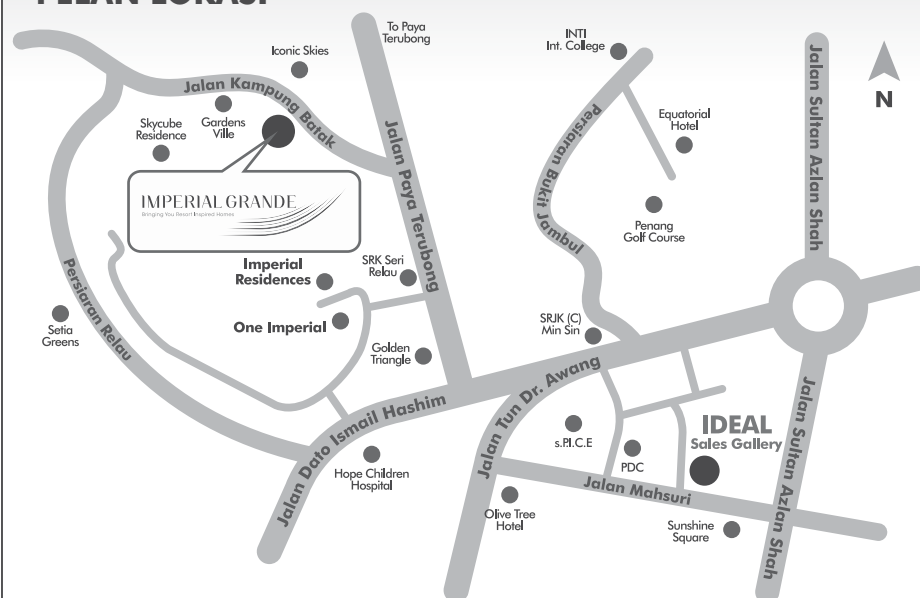 PELAN LOKASI
To Paya
Terubong
INTI
Int. College
Iconic Skies
Jalan Kampung Batak
Gardens
Ville
Skycube
Residence
IMPERIAL GRANDE
Bringing You Resort Inspired Homes
Jalan Paya Terubong
Persiaran Bukit Jambul
Equatorial
Hotel
Penang
Golf Course
Jalan Sultan Azlan Shah
N
Imperial
Residences
SRK Seri
Relau
One Imperial
Persiaran Relau
Setia
Greens
Golden
Triangle
SRJK (C)
Min Sin
Jalan Dato Ismail Hashim
Jalan Tun Dr. Awang
Hope Children
Hospital
s.P.I.C.E
PDC
IDEAL
Sales Gallery
Jalan Mahsuri
Olive Tree
Hotel
Sunshine
Square
Jalan Sultan Azlan Shah